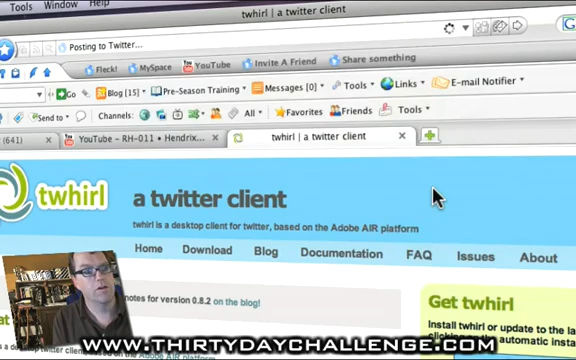 twhirl | a twitter client
Tools Window Help
Posting to Twitter...
Fleck! MySpace YouTube Invite A Friend Share something
Go Blog [15] Pre-Season Training Messages [0] Tools Links E-mail Notifier
Send to Channels: All Favorites Friends Tools
(641) YouTube - RH-011 • Hendrix... twhirl | a twitter client
twhirl a twitter client
twhirl is a desktop client for twitter, based on the Adobe AIR platform
Home Download Blog Documentation FAQ Issues About
notes for version 0.8.2 on the blog!
Get twhirl
Install twhirl or update to the la
automatic insta
WWW.THIRTYDAYCHALLENGE.COM